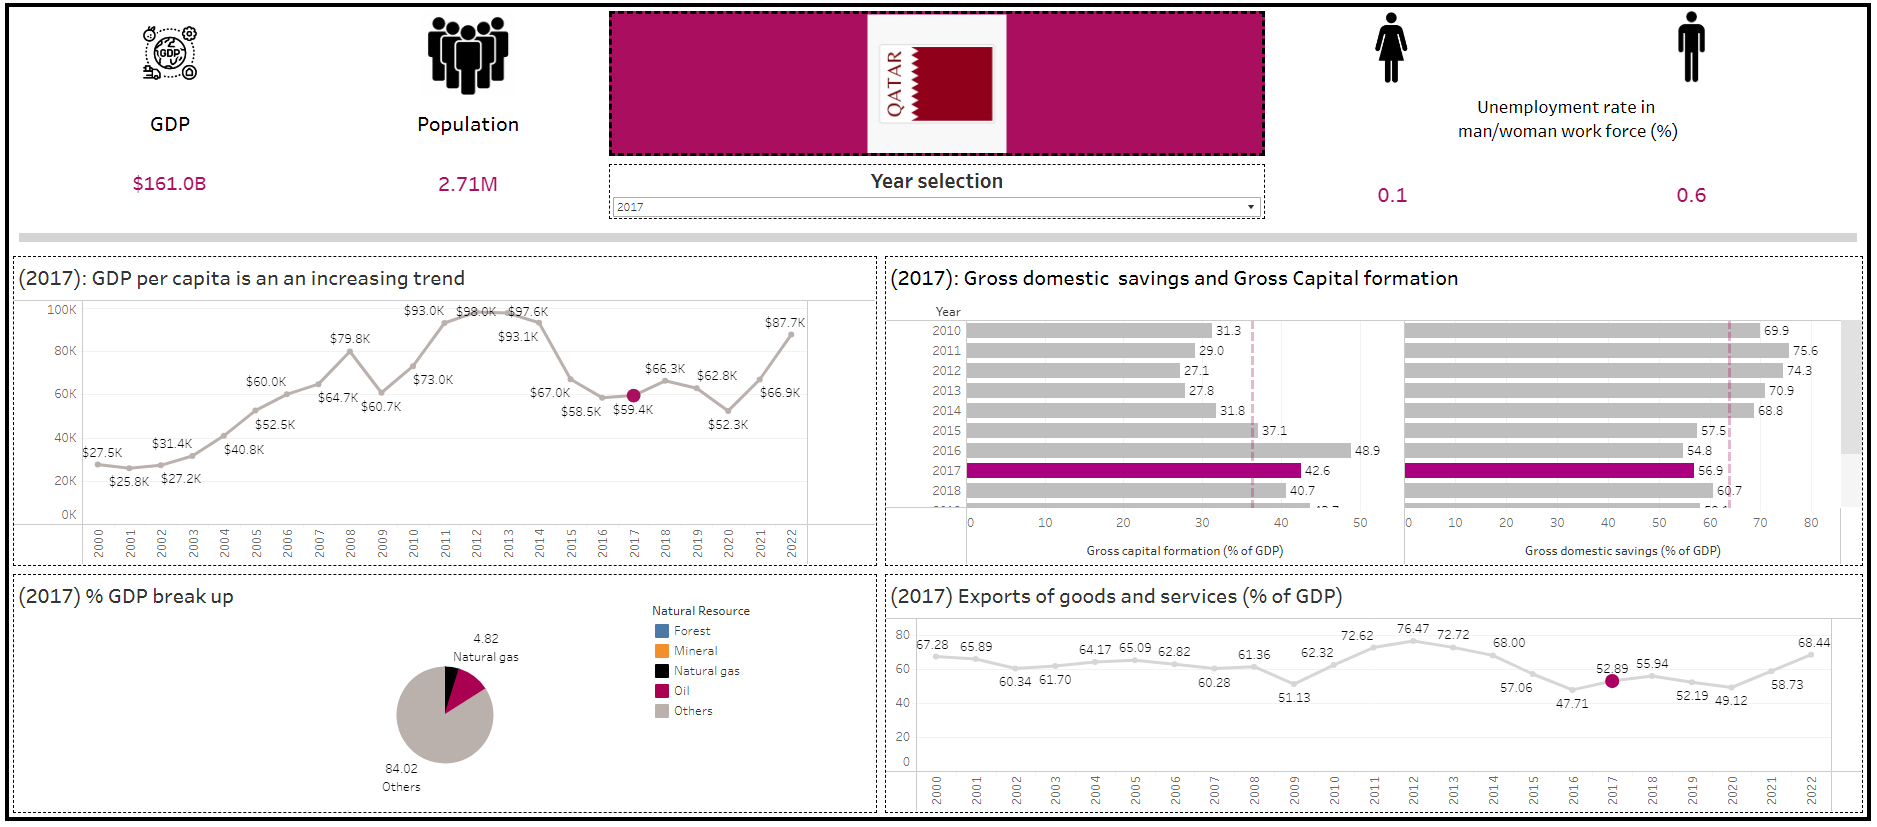 GDP
GDP
$161.0B
Population
2.71M
QATAR
Year selection
2017
Unemployment rate in
man/woman work force (%)
0.1
0.6
(2017): GDP per capita is an an increasing trend
100K
80K
60K
40K
20K
0K
$27.5K
$25.8K
$31.4K
$27.2K
$40.8K
$60.0K
$52.5K
$79.8K
$64.7K
$60.7K
$93.0K
$73.0K
$98.0K
$97.6K
$93.1K
$67.0K
$58.5K
$59.4K
$66.3K
$62.8K
$52.3K
$66.9K
$87.7K
2000 2001 2002 2003 2004 2005 2006 2007 2008 2009 2010 2011 2012 2013 2014 2015 2016 2017 2018 2019 2020 2021 2022
(2017): Gross domestic savings and Gross Capital formation
Year
2010 31.3 69.9
2011 29.0 75.6
2012 27.1 74.3
2013 27.8 70.9
2014 31.8 68.8
2015 37.1 57.5
2016 48.9 54.8
2017 42.6 56.9
2018 40.7 60.7
0 10 20 30 40 50
0 10 20 30 40 50 60 70 80
Gross capital formation (% of GDP)
Gross domestic savings (% of GDP)
(2017) % GDP break up
4.82
Natural gas
84.02
Others
Natural Resource
Forest
Mineral
Natural gas
Oil
Others
(2017) Exports of goods and services (% of GDP)
80
60
40
20
0
67.28
65.89
60.34
61.70
64.17
65.09
62.82
60.28
61.36
51.13
62.32
72.62
76.47
72.72
68.00
57.06
47.71
52.89
55.94
52.19
49.12
58.73
68.44
2000 2001 2002 2003 2004 2005 2006 2007 2008 2009 2010 2011 2012 2013 2014 2015 2016 2017 2018 2019 2020 2021 2022